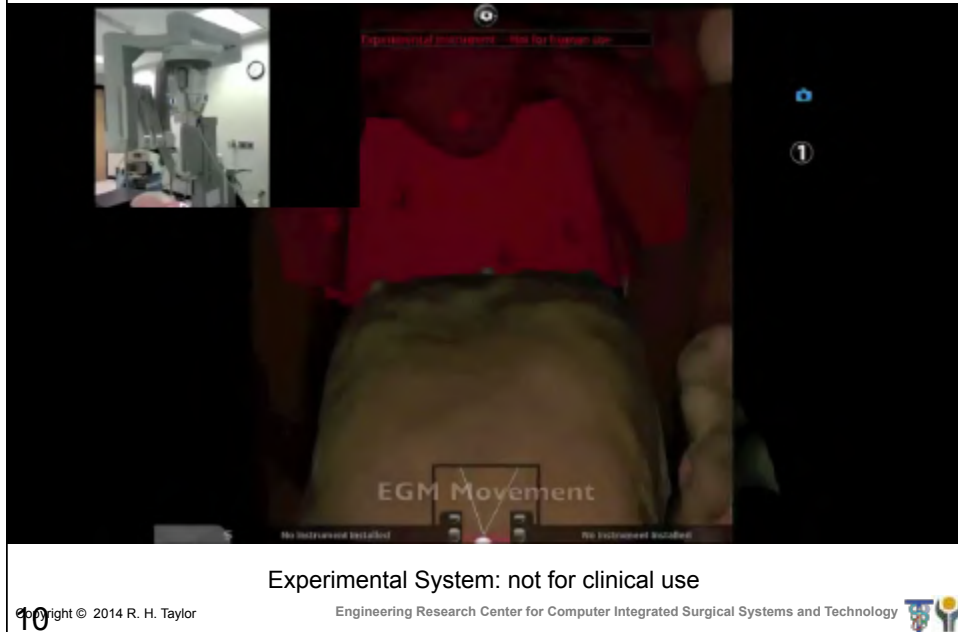 Experimental Instrument Not for human use
1
EGM Movement
No Instrument Installed
No Instrument Installed
Experimental System: not for clinical use
10
Copyright © 2014 R. H. Taylor
Engineering Research Center for Computer Integrated Surgical Systems and Technology